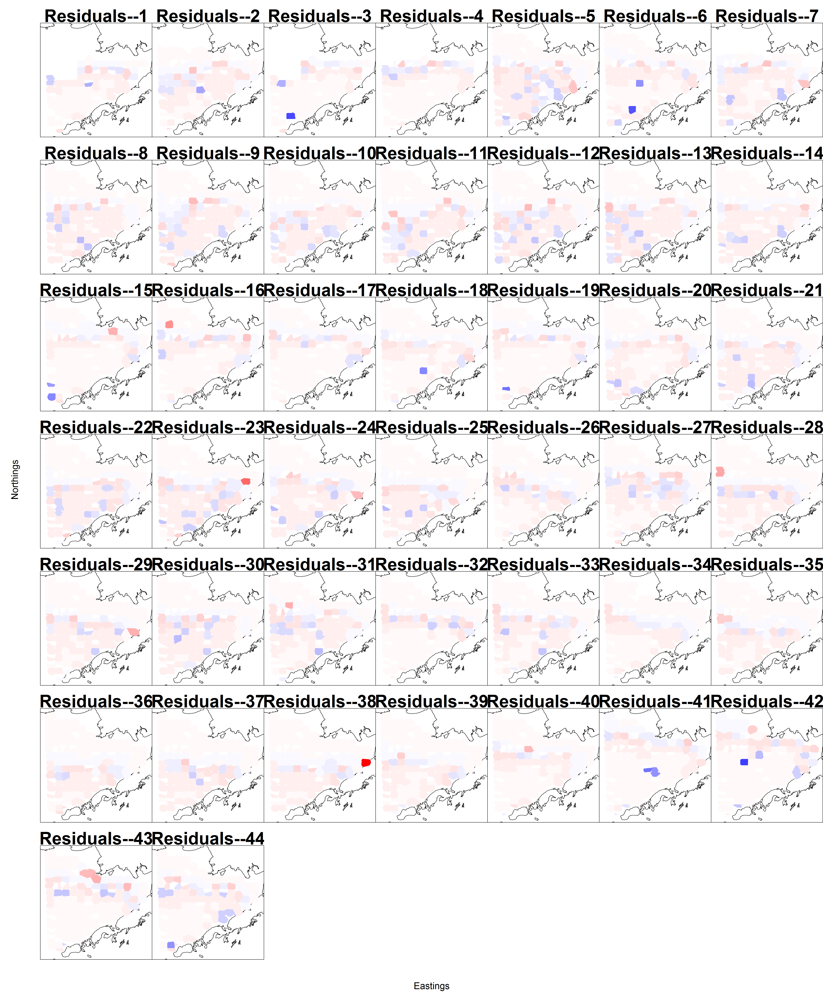 Residuals--1 Residuals--2 Residuals--3 Residuals--4 Residuals--5 Residuals--6 Residuals--7
Residuals--8 Residuals--9 Residuals--10 Residuals--11 Residuals--12 Residuals--13 Residuals--14
Residuals--15 Residuals--16 Residuals--17 Residuals--18 Residuals--19 Residuals--20 Residuals--21
Residuals--22 Residuals--23 Residuals--24 Residuals--25 Residuals--26 Residuals--27 Residuals--28
Northings
Residuals--29 Residuals--30 Residuals--31 Residuals--32 Residuals--33 Residuals--34 Residuals--35
Residuals--36 Residuals--37 Residuals--38 Residuals--39 Residuals--40 Residuals--41 Residuals--42
Residuals--43 Residuals--44
Eastings